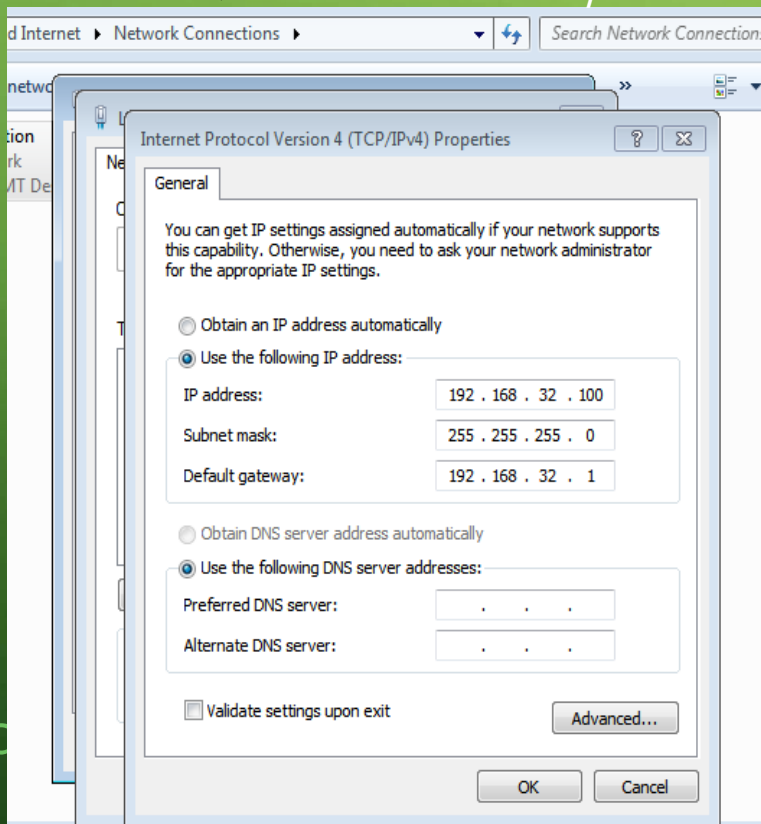 d Internet ▸ Network Connections ▸
Search Network Connection
netwo
»
tion
rk
MT De
L
Ne
C
T
Internet Protocol Version 4 (TCP/IPv4) Properties
General
You can get IP settings assigned automatically if your network supports
this capability. Otherwise, you need to ask your network administrator
for the appropriate IP settings.
Obtain an IP address automatically
Use the following IP address:
IP address: 192 . 168 . 32 . 100
Subnet mask: 255 . 255 . 255 . 0
Default gateway: 192 . 168 . 32 . 1
Obtain DNS server address automatically
Use the following DNS server addresses:
Preferred DNS server: . . .
Alternate DNS server: . . .
Validate settings upon exit
Advanced...
OK Cancel